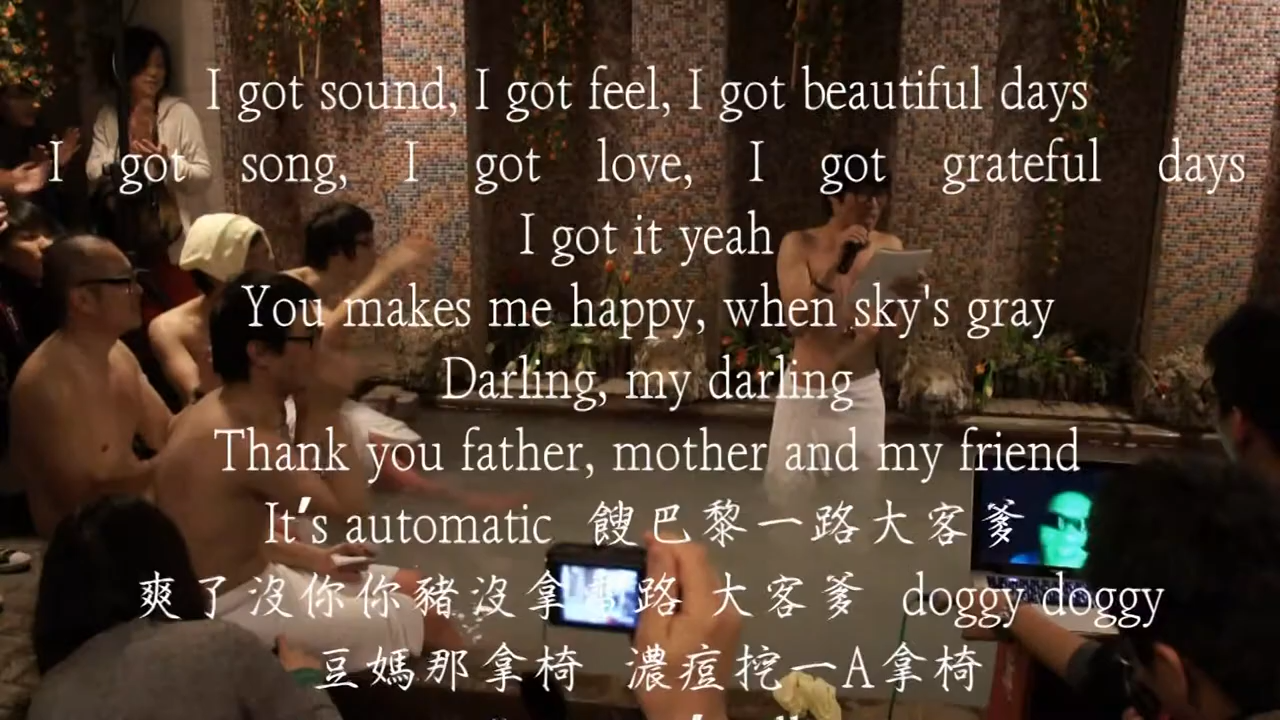 I got sound, I got feel, I got beautiful days
I got song, I got love, I got grateful days
I got it yeah
You makes me happy, when sky's gray
Darling, my darling
Thank you father, mother and my friend
It's automatic 餿巴黎一路大客爹
爽了沒你你豬沒拿 路 大客爹 doggy doggy
豆媽那拿椅 濃痘挖一A拿椅